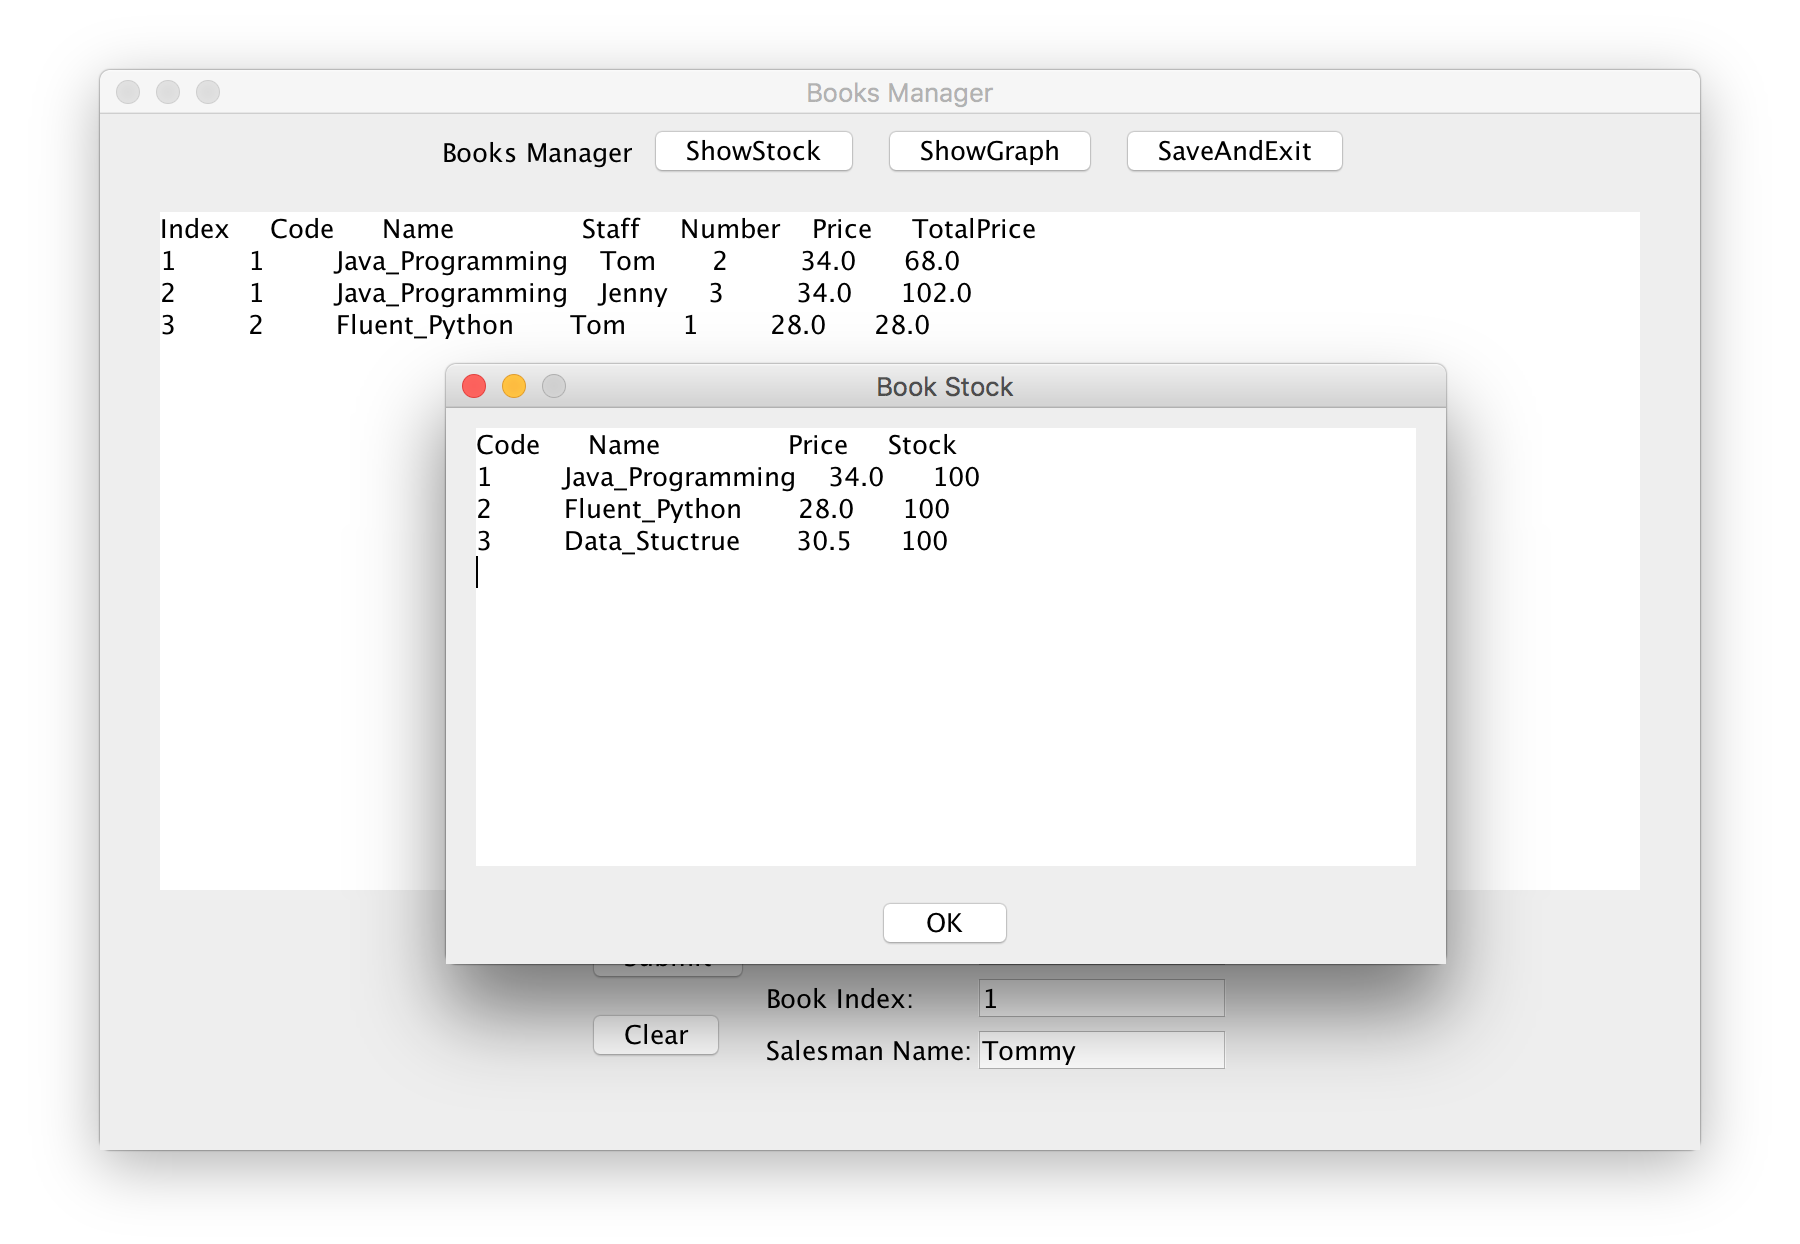 Books Manager
Books Manager ShowStock ShowGraph SaveAndExit
Index Code Name Staff Number Price TotalPrice
1 1 Java_Programming Tom 2 34.0 68.0
2 1 Java_Programming Jenny 3 34.0 102.0
3 2 Fluent_Python Tom 1 28.0 28.0
Book Stock
Code Name Price Stock
1 Java_Programming 34.0 100
2 Fluent_Python 28.0 100
3 Data_Stuctrue 30.5 100
OK
Book Index: 1
Clear
Salesman Name: Tommy